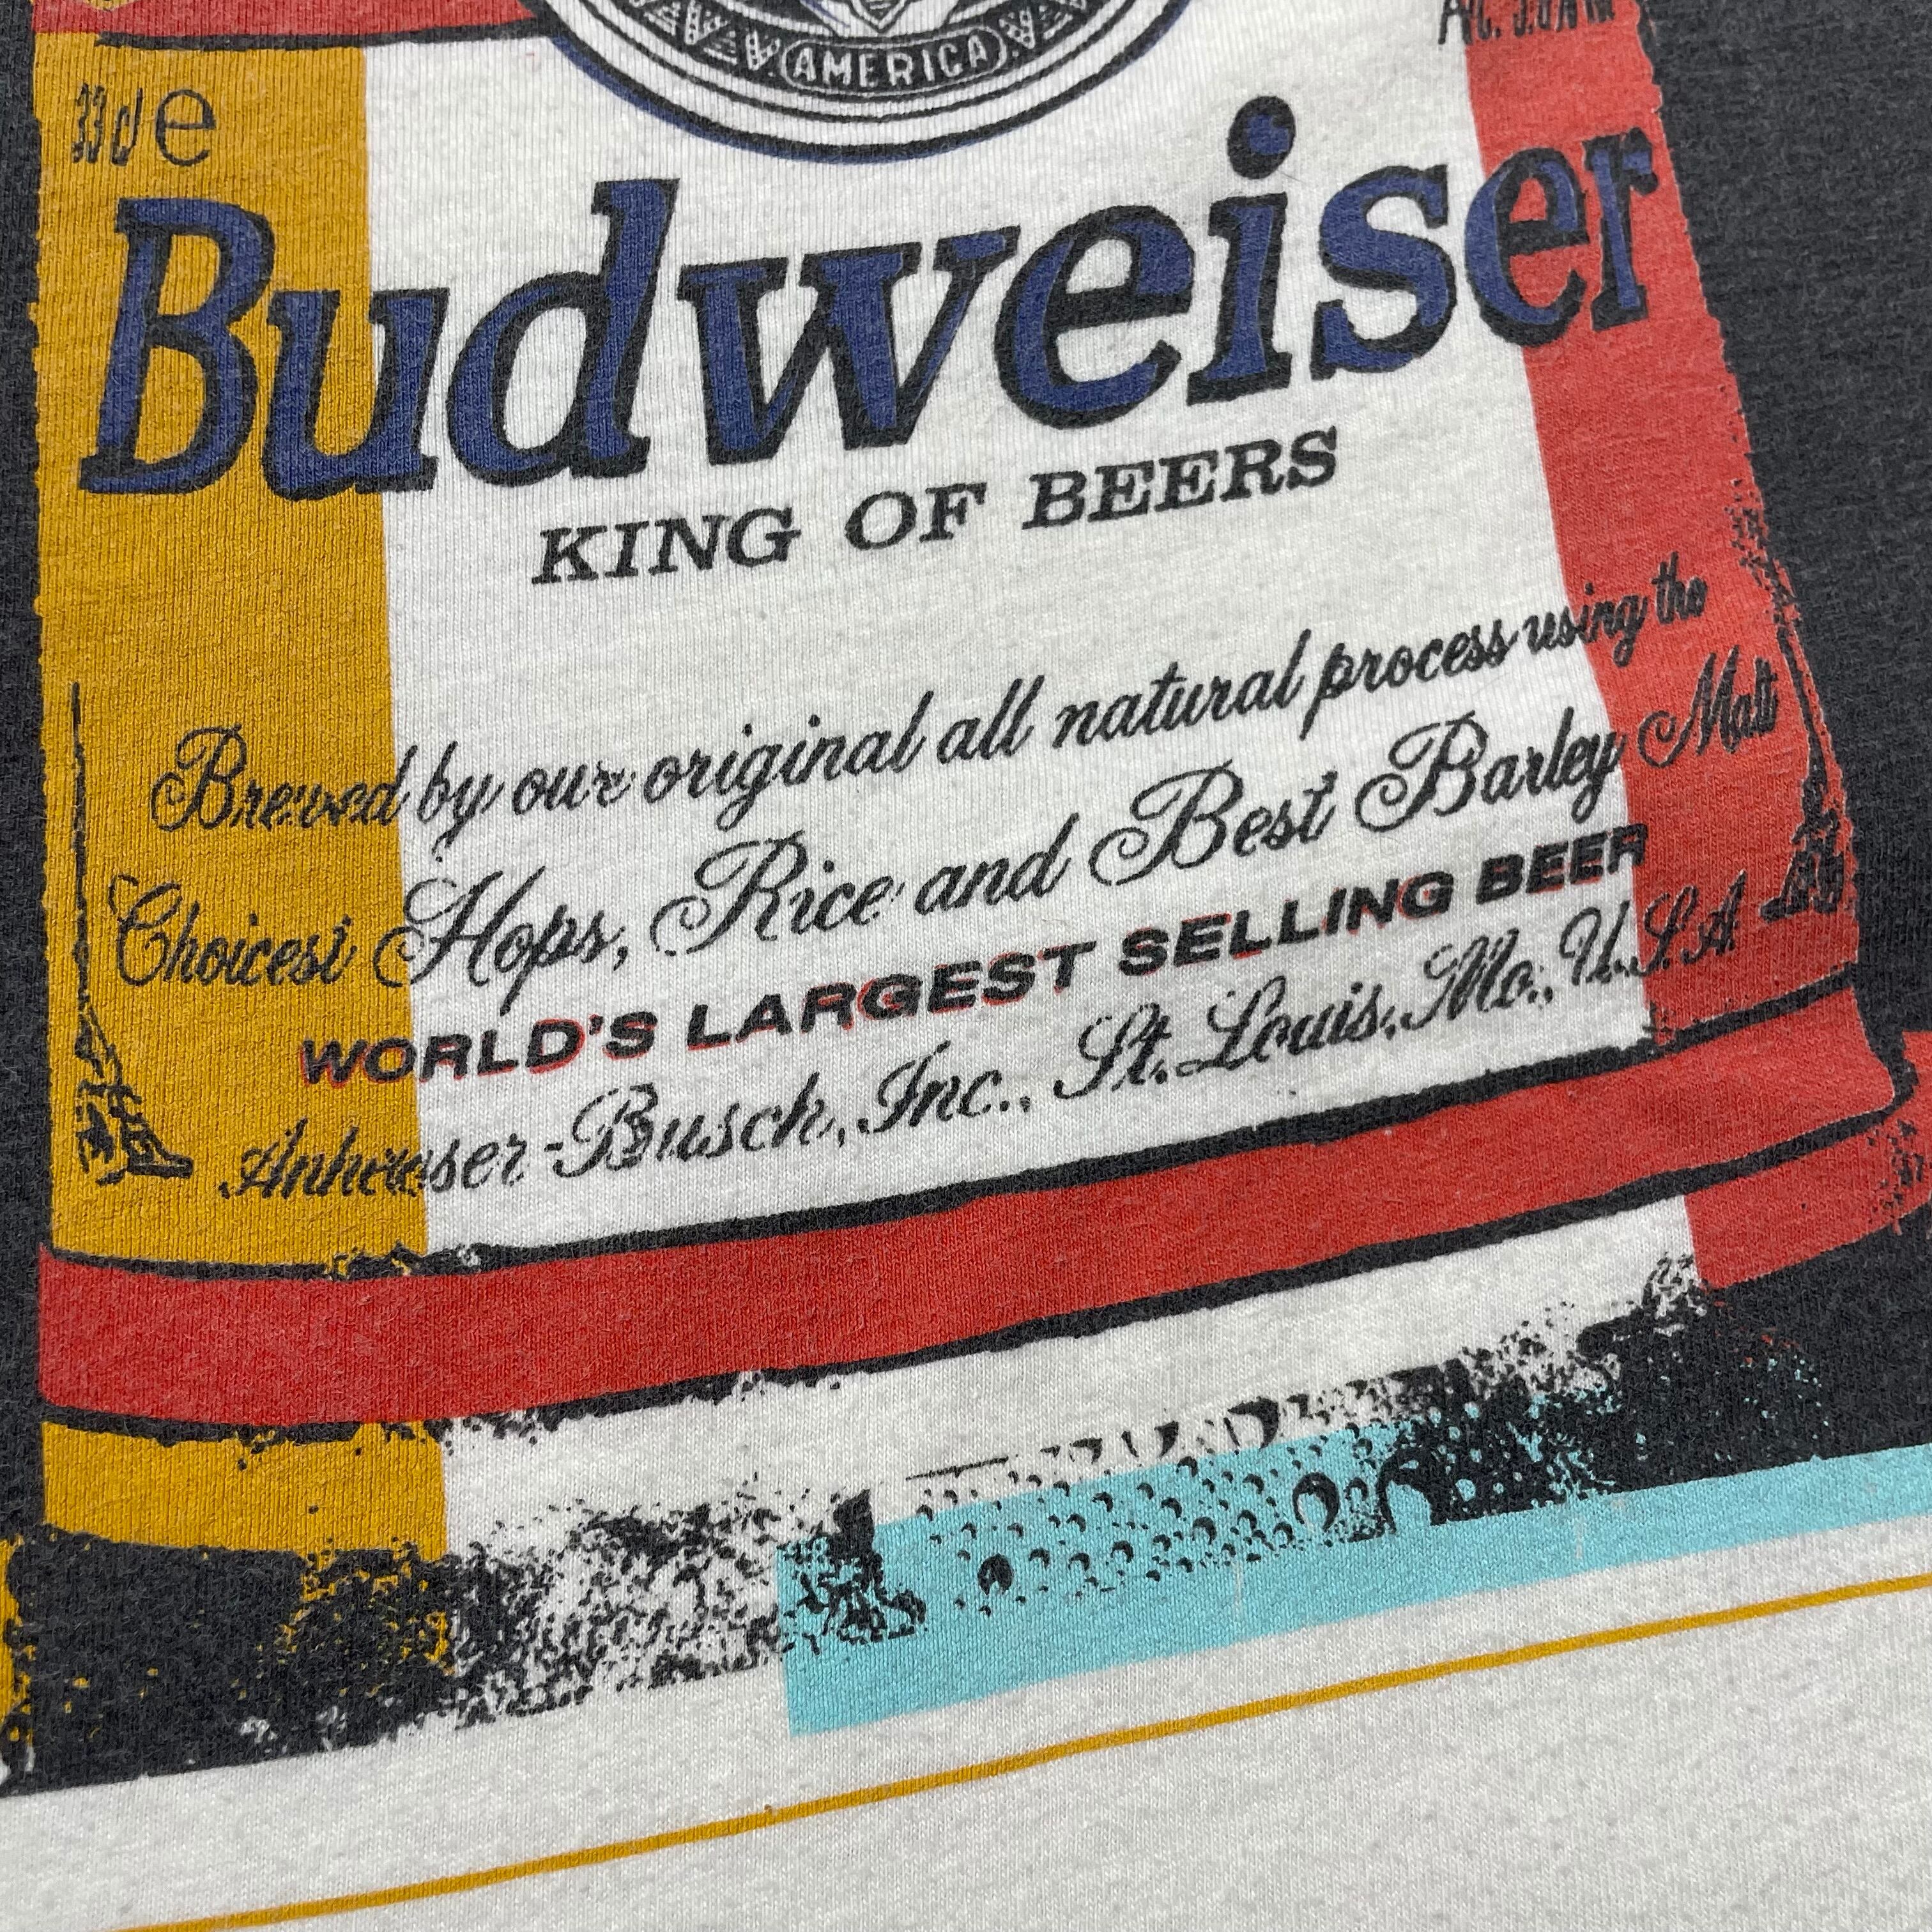 AMERICA
Budweiser
KING OF BEERS
Brewed by our original all natural process using the
Choicest Hops, Rice and Best Barley Malt
WORLD'S LARGEST SELLING BEER
Anheuser-Busch, Inc., St. Louis, Mo., U.S.A